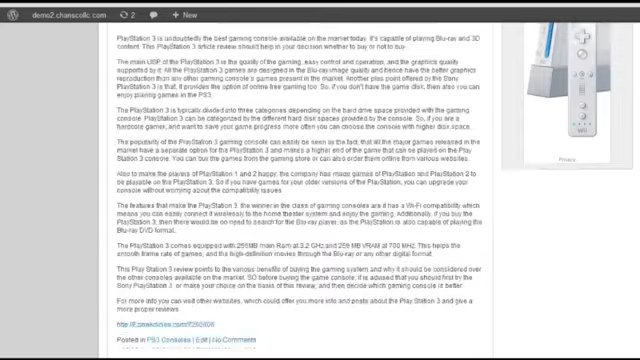 demo2.chanscollc.com 2 + New
PlayStation 3 is undoubtedly the best gaming console available on the market today. It's capable of playing Blu-ray and 3D
content. This PlayStation 3 article review should help in your decision whether to buy or not to buy.
The main USP of the PlayStation 3 is the quality of the gaming, easy control and operation, and the graphics quality
supported by it. All the PlayStation 3 games are designed in the Blu-ray image quality and hence have the better graphics
reproduction than any other gaming console's games present in the market. Another plus point offered by the Sony
PlayStation 3 is that, it provides the option of online free gaming too. So, if you don't have the game disk, then also you can
enjoy playing games in the PS3.
The PlayStation 3 is typically divided into three categories depending on the hard drive space provided with the gaming
console. PlayStation 3 can be categorized by the different hard disk spaces provided by the console. So, if you are a
hardcore gamer, and want to save your game progress more often you can choose the console with higher disk space.
The popularity of the PlayStation 3 gaming console can easily be seen by the fact, that all the major games released in the
market have a separate option for the PlayStation 3 and makes a higher end of the game that can be played on the Play
Station 3 console. You can buy the games from the gaming store or can also order them online from various websites.
Also to make the players of PlayStation 1 and 2 happy, the company has made games of PlayStation and PlayStation 2 to
be playable on the PlayStation 3. So if you have games for your older versions of the PlayStation, you can upgrade your
console without worrying about the compatibility issues.
The features that make the PlayStation 3, the winner in the class of gaming consoles are it has a Wi-Fi compatibility which
means you can easily connect it wirelessly to the home theater system and enjoy the gaming. Additionally, if you buy the
PlayStation 3, then there would be no need to search for the Blu-ray player, as the PlayStation is also capable of playing the
Blu-ray DVD format.
The PlayStation 3 comes equipped with 256MB main Ram at 3.2 GHz and 256 MB VRAM at 700 MHz. This helps the
smooth frame rate of games, and the high-definition movies through the Blu-ray or any other digital format
This Play Station 3 review points to the various benefits of buying the gaming system and why it should be considered over
the other consoles available on the market. SO before buying the game console, it is advised that you should first by the
Sony PlayStation 3 or make your choice on the basis of this review, and then decide which gaming console is better.
For more info you can visit other websites, which could offer you more info and posts about the Play Station 3 and give a
more proper reviews
Posted in PS3 Consoles | Edit | No Comments
Wii
Privacy